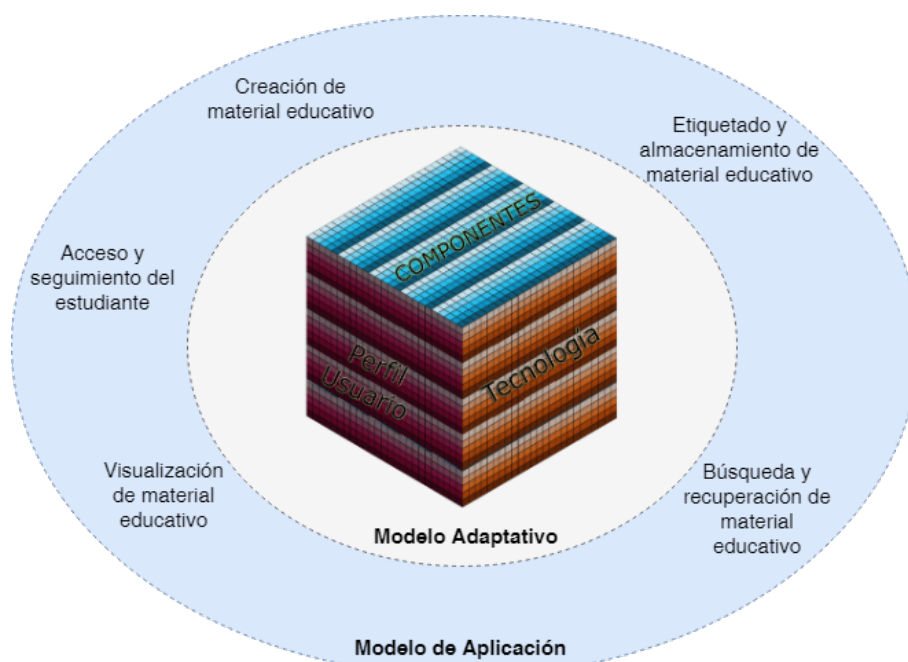 Creación de
material educativo
Etiquetado y
almacenamiento de
material educativo
Acceso y
seguimiento del
estudiante
COMPONENTES
Perfil
Usuario
Tecnología
Visualización
de material
educativo
Búsqueda y
recuperación de
material
educativo
Modelo Adaptativo
Modelo de Aplicación